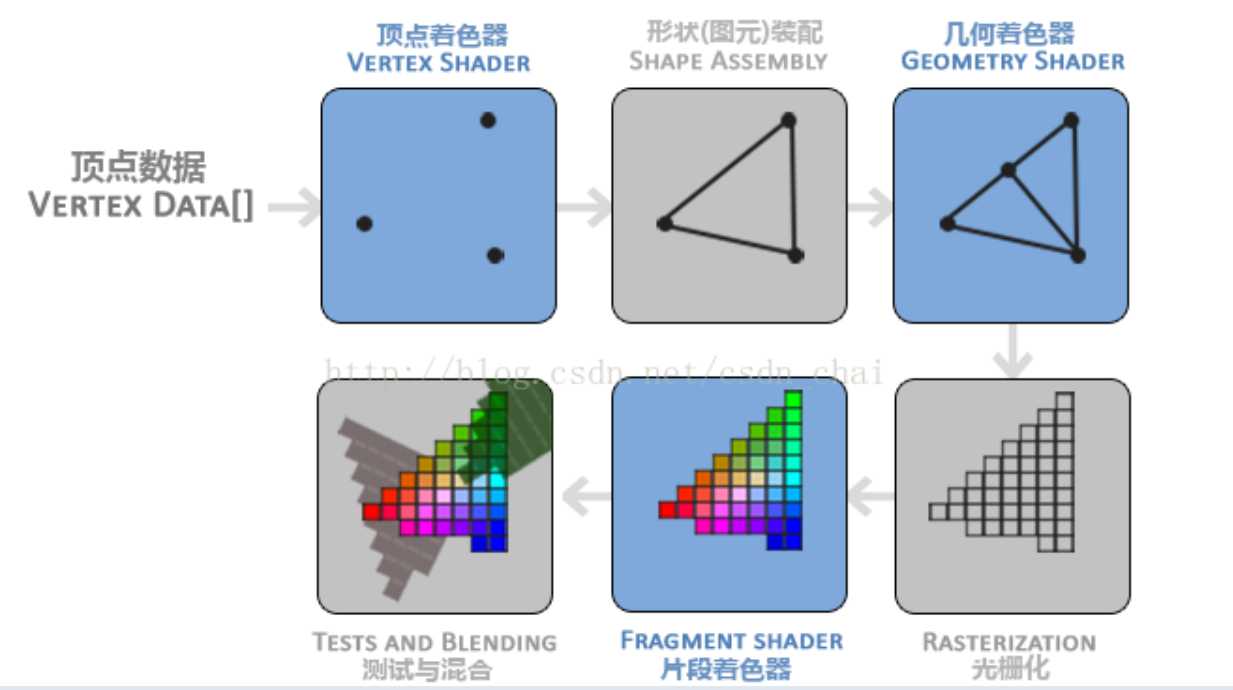 顶点着色器
VERTEX SHADER
形状(图元)装配
SHAPE ASSEMBLY
几何着色器
GEOMETRY SHADER
顶点数据
VERTEX DATA[]
http://blog.csdn.net/csdn_chai
TESTS AND BLENDING
测试与混合
FRAGMENT SHADER
片段着色器
RASTERIZATION
光栅化